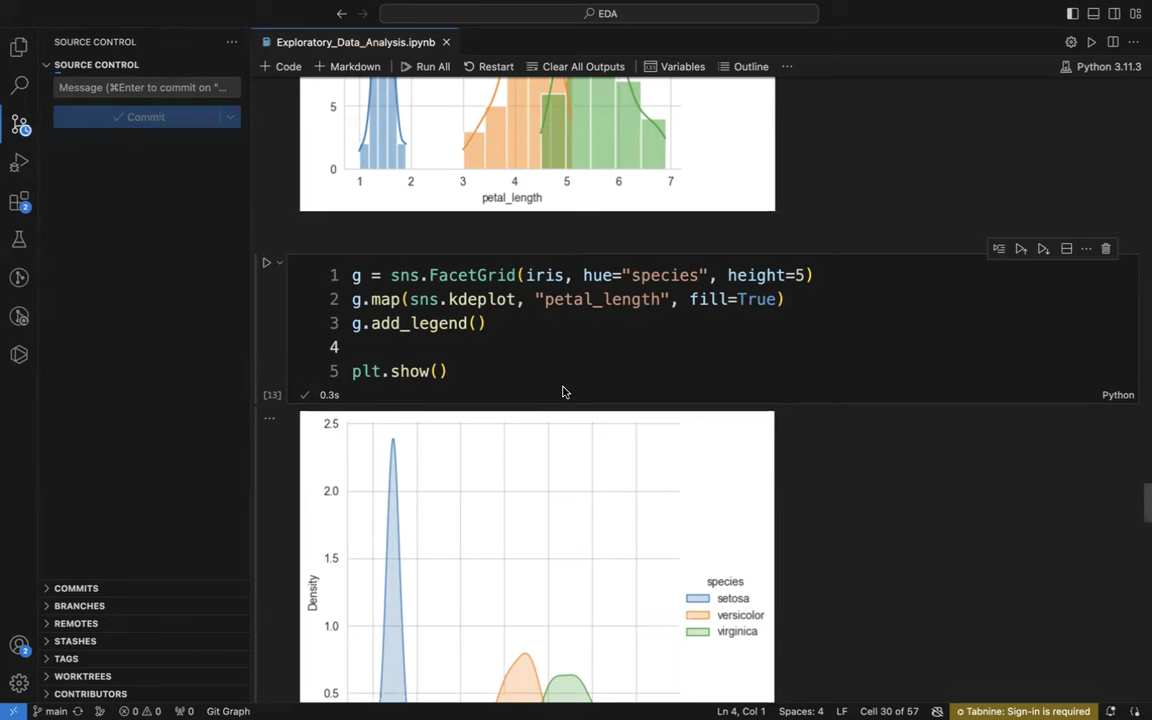 EDA
SOURCE CONTROL
Exploratory_Data_Analysis.ipynb
SOURCE CONTROL
Code
Markdown
Run All
Restart
Clear All Outputs
Variables
Outline
Python 3.11.3
Message (⌘Enter to commit on "...
Commit
5
0
1 2 3 4 5 6 7
petal_length
2
1 g = sns.FacetGrid(iris, hue="species", height=5)
2 g.map(sns.kdeplot, "petal_length", fill=True)
3 g.add_legend()
4
5 plt.show()
[13]
0.3s
Python
2.5
2.0
1.5
1.0
0.5
Density
species
setosa
versicolor
virginica
COMMITS
BRANCHES
REMOTES
STASHES
TAGS
WORKTREES
CONTRIBUTORS
2
main
0
0
0
Git Graph
Ln 4, Col 1
Spaces: 4
LF
Cell 30 of 57
Tabnine: Sign-in is required